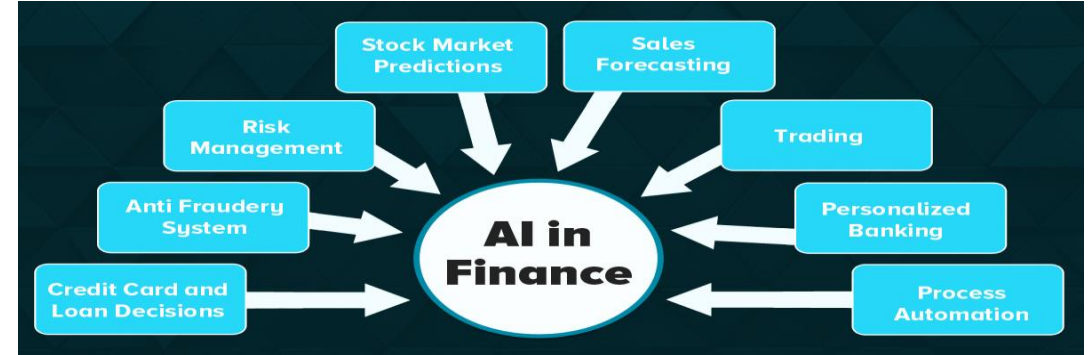 Stock Market
Predictions
Sales
Forecasting
Risk
Management
Trading
Anti Fraudery
System
Personalized
Banking
Credit Card and
Loan Decisions
Process
Automation
AI in
Finance